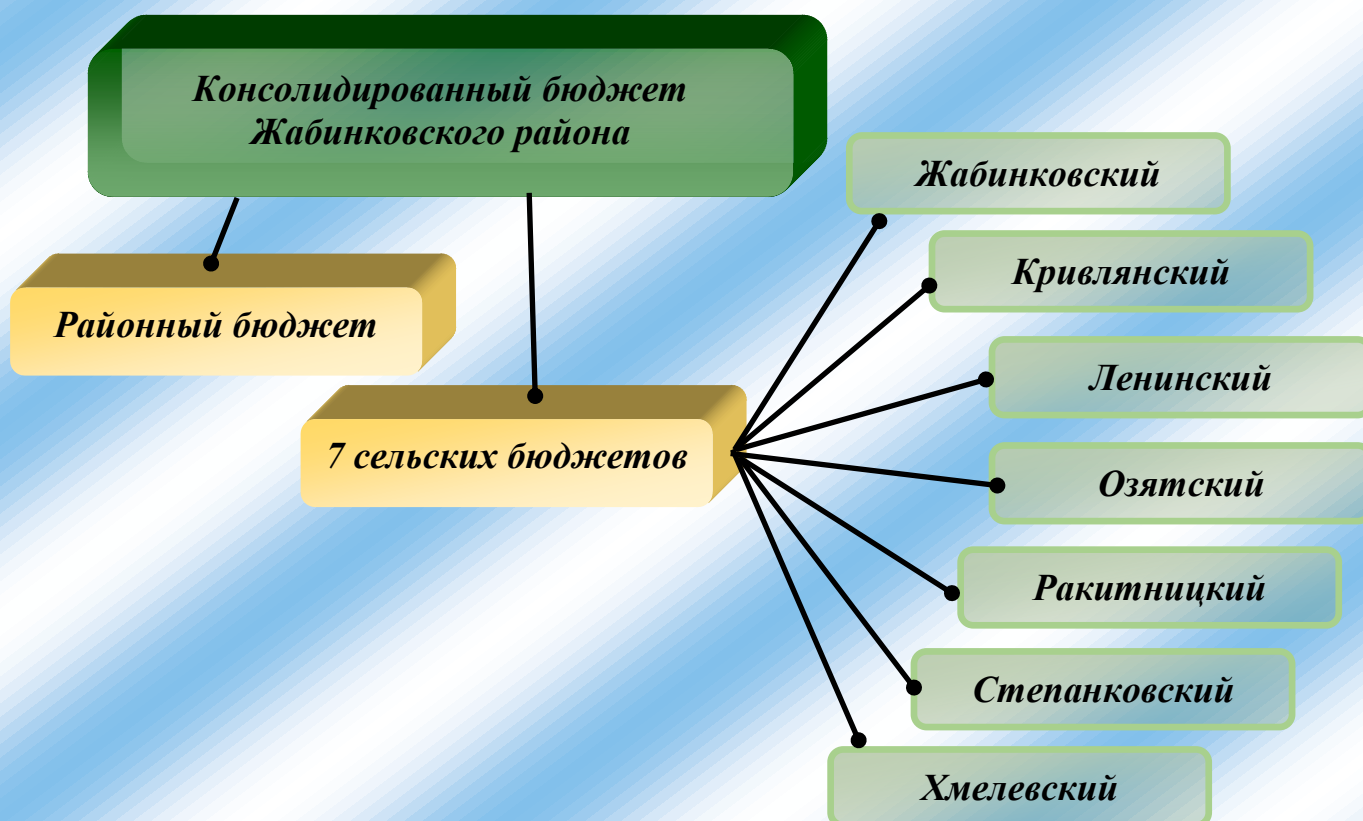 Консолидированный бюджет
Жабинковского района
Районный бюджет
7 сельских бюджетов
Жабинковский
Кривлянский
Ленинский
Озятский
Ракитницкий
Степанковский
Хмелевский